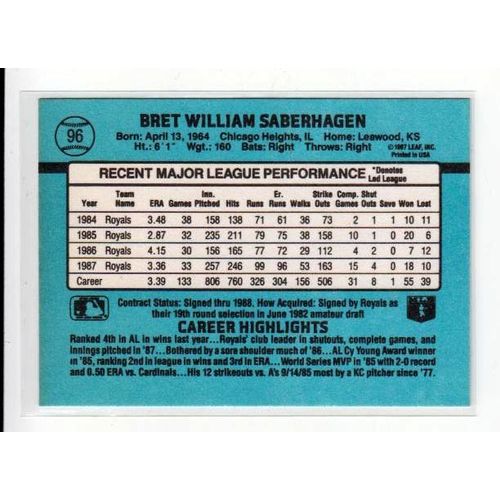 96
BRET WILLIAM SABERHAGEN
Born: April 13, 1964 Chicago Heights, IL Home: Leawood, KS
Ht.: 6'1" Wgt.: 160 Bats: Right Throws: Right
©1987 LEAF, INC.
Printed in USA
RECENT MAJOR LEAGUE PERFORMANCE *Denotes Led League
Year Team Name ERA Games Inn. Pitched Hits Runs Er. Runs Walks Strike Outs Comp. Games Shut Outs Save Won Lost
1984 Royals 3.48 38 158 138 71 61 36 73 2 1 1 10 11
1985 Royals 2.87 32 235 211 79 75 38 158 10 1 0 20 6
1986 Royals 4.15 30 156 165 77 72 29 112 4 2 0 7 12
1987 Royals 3.36 33 257 246 99 96 53 163 15 4 0 18 10
Career 3.39 133 806 760 326 304 156 506 31 8 1 55 39
Contract Status: Signed thru 1988. How Acquired: Signed by Royals as
their 19th round selection in June 1982 amateur draft
CAREER HIGHLIGHTS
Ranked 4th in AL in wins last year...Royals' club leader in shutouts, complete games, and
innings pitched in '87...Bothered by a sore shoulder much of '86...AL Cy Young Award winner
in '85, ranking 2nd in wins and 3rd in ERA...World Series MVP in '85 with 2-0 record
and 0.50 ERA vs. Cardinals...His 12 strikeouts vs. A's 9/14/85 most by a KC pitcher since '77.